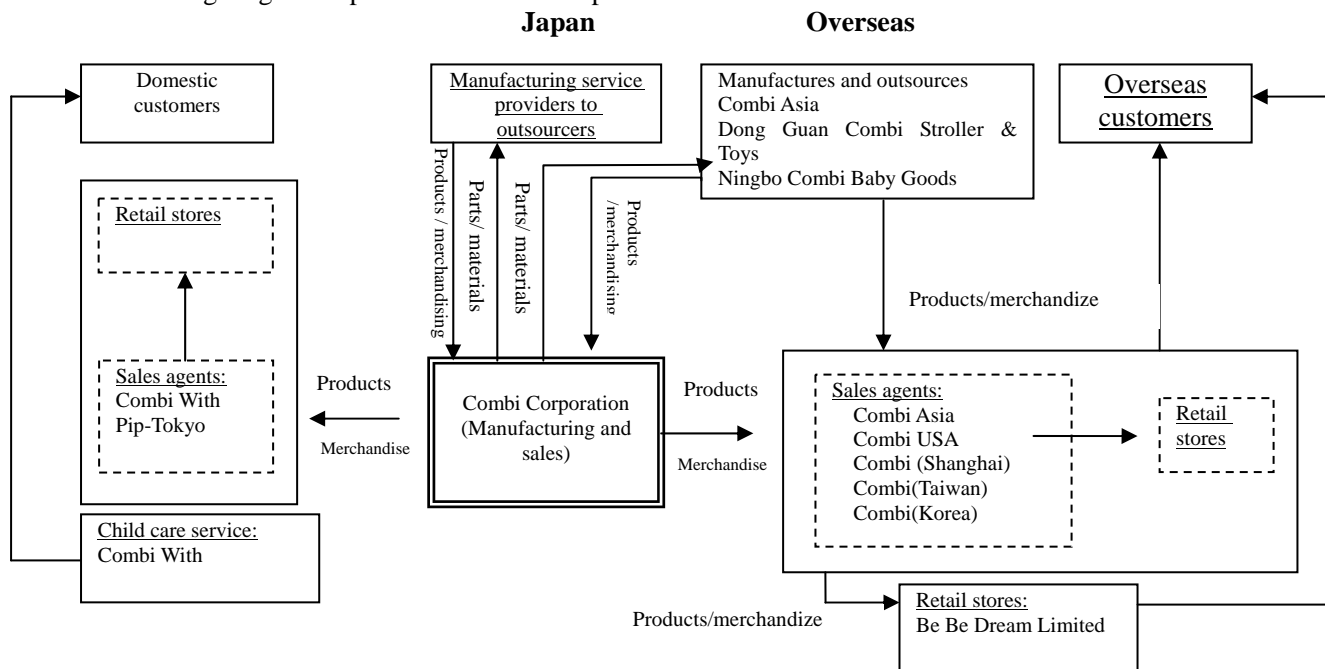 Japan
Overseas
Domestic
customers
Manufacturing service
providers to
outsourcers
Manufactures and outsources
Combi Asia
Dong Guan Combi Stroller &
Toys
Ningbo Combi Baby Goods
Overseas
customers
Products / merchandising
Parts/ materials
Parts/ materials
Products
/merchandising
Retail stores
Products/merchandize
Sales agents:
Combi With
Pip-Tokyo
Products
Merchandise
Combi Corporation
(Manufacturing and
sales)
Products
Merchandise
Sales agents:
Combi Asia
Combi USA
Combi (Shanghai)
Combi(Taiwan)
Combi(Korea)
Retail
stores
Child care service:
Combi With
Products/merchandize
Retail stores:
Be Be Dream Limited